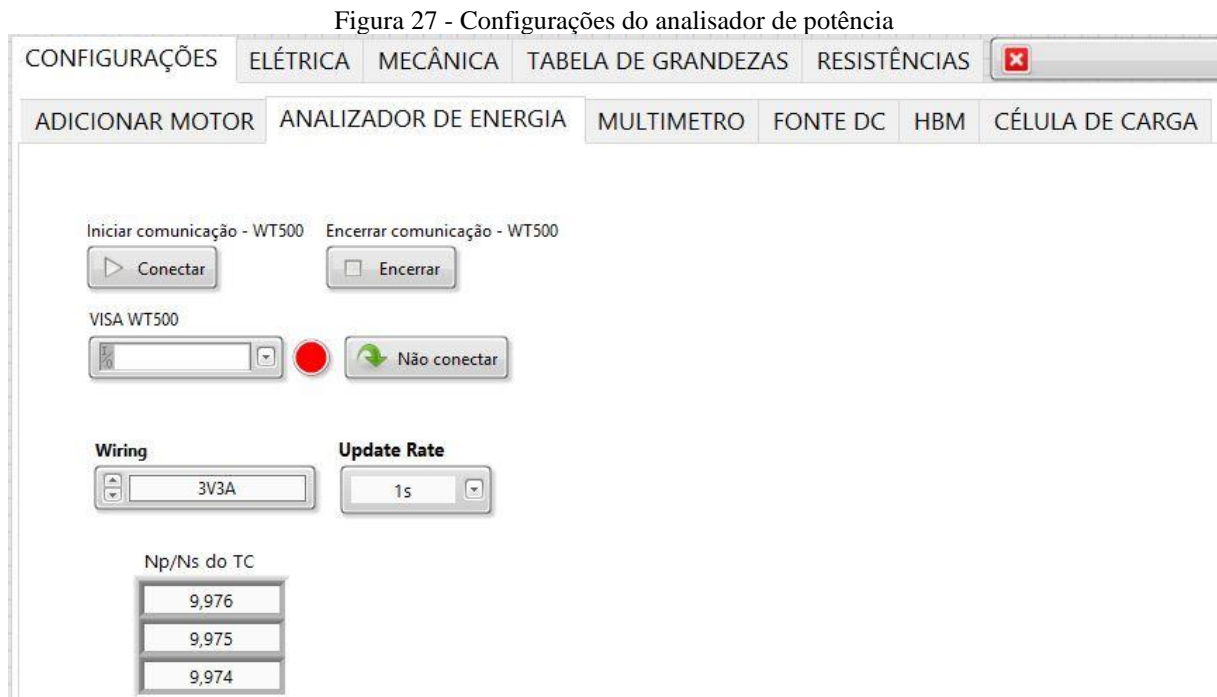 Figura 27 - Configurações do analisador de potência
CONFIGURAÇÕES ELÉTRICA MECÂNICA TABELA DE GRANDEZAS RESISTÊNCIAS
ADICIONAR MOTOR ANALIZADOR DE ENERGIA MULTIMETRO FONTE DC HBM CÉLULA DE CARGA
Iniciar comunicação - WT500 Encerrar comunicação - WT500
Conectar Encerrar
VISA WT500
I/O Não conectar
Wiring Update Rate
3V3A 1s
Np/Ns do TC
9,976
9,975
9,974